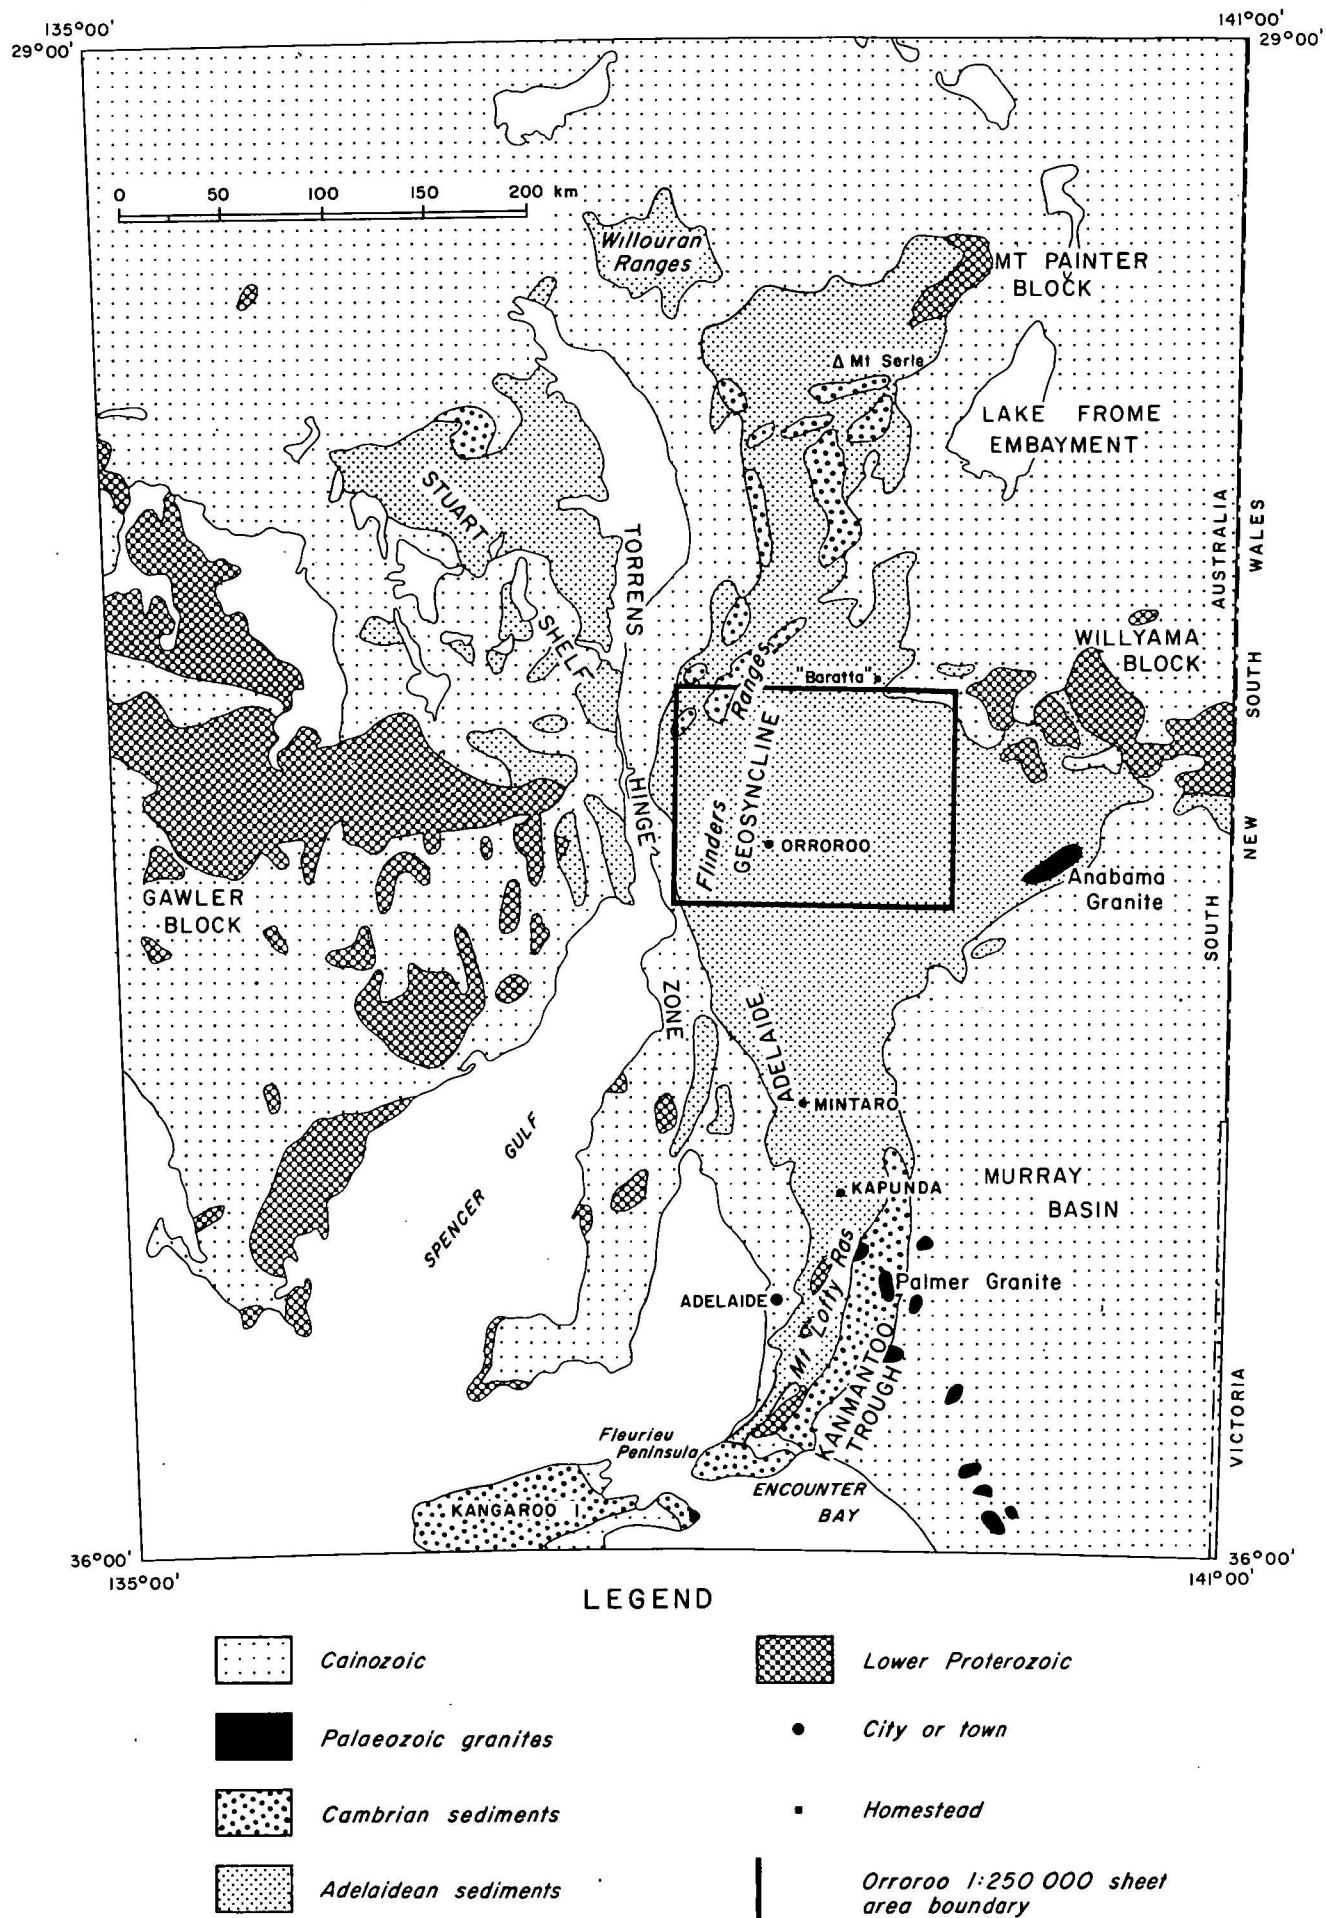 135°00'
141°00'
29°00'
29°00'
0 50 100 150 200 km
Willouran
Ranges
MT PAINTER
BLOCK
Δ Mt Serle
LAKE FROME
EMBAYMENT
STUART
SHELF
TORRENS
HINGE
ZONE
AUSTRALIA
SOUTH
NEW
SOUTH
WALES
WILLYAMA
BLOCK
"Baratta"
Flinders
Ranges
GEOSYNCLINE
ADELAIDE
ORROROO
Anabama
Granite
GAWLER
BLOCK
MINTARO
SPENCER
GULF
KAPUNDA
MURRAY
BASIN
Mt Lofty Ras
Palmer Granite
ADELAIDE
KANMANTOO
TROUGH
VICTORIA
Fleurieu
Peninsula
ENCOUNTER
BAY
KANGAROO I
36°00'
36°00'
135°00'
141°00'
LEGEND
Cainozoic
Lower Proterozoic
Palaeozoic granites
City or town
Cambrian sediments
Homestead
Adelaidean sediments
Orroroo 1:250 000 sheet
area boundary